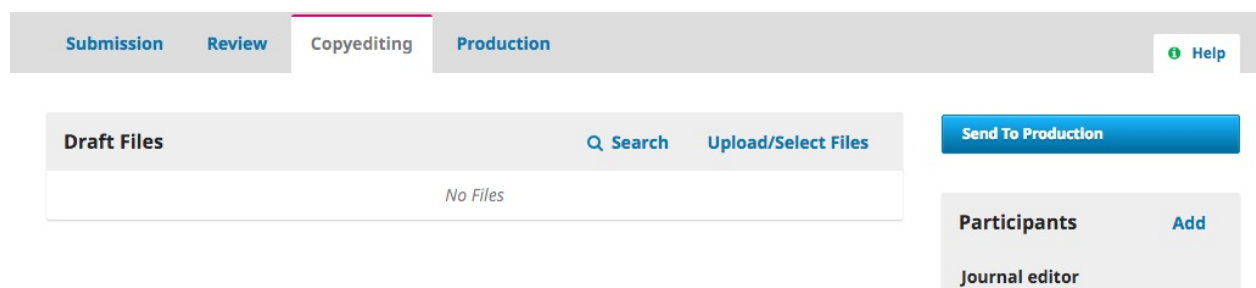 Submission Review Copyediting Production
Help
Draft Files Search Upload/Select Files
No Files
Send To Production
Participants Add
Journal editor